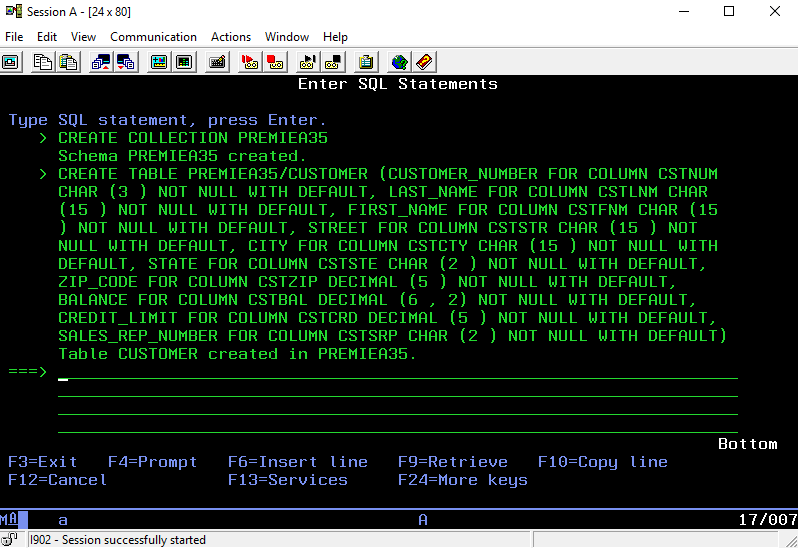 Session A - [24 x 80]
File Edit View Communication Actions Window Help
Enter SQL Statements
Type SQL statement, press Enter.
> CREATE COLLECTION PREMIEA35
Schema PREMIEA35 created.
> CREATE TABLE PREMIEA35/CUSTOMER (CUSTOMER_NUMBER FOR COLUMN CSTNUM
CHAR (3 ) NOT NULL WITH DEFAULT, LAST_NAME FOR COLUMN CSTLNM CHAR
(15 ) NOT NULL WITH DEFAULT, FIRST_NAME FOR COLUMN CSTFNM CHAR (15
) NOT NULL WITH DEFAULT, STREET FOR COLUMN CSTSTR CHAR (15 ) NOT
NULL WITH DEFAULT, CITY FOR COLUMN CSTCTY CHAR (15 ) NOT NULL WITH
DEFAULT, STATE FOR COLUMN CSTSTE CHAR (2 ) NOT NULL WITH DEFAULT,
ZIP_CODE FOR COLUMN CSTZIP DECIMAL (5 ) NOT NULL WITH DEFAULT,
BALANCE FOR COLUMN CSTBAL DECIMAL (6 , 2) NOT NULL WITH DEFAULT,
CREDIT_LIMIT FOR COLUMN CSTCRD DECIMAL (5 ) NOT NULL WITH DEFAULT,
SALES_REP_NUMBER FOR COLUMN CSTSRP CHAR (2 ) NOT NULL WITH DEFAULT)
Table CUSTOMER created in PREMIEA35.
===>
Bottom
F3=Exit F4=Prompt F6=Insert line F9=Retrieve F10=Copy line
F12=Cancel F13=Services F24=More keys
MA a A 17/007
I902 - Session successfully started